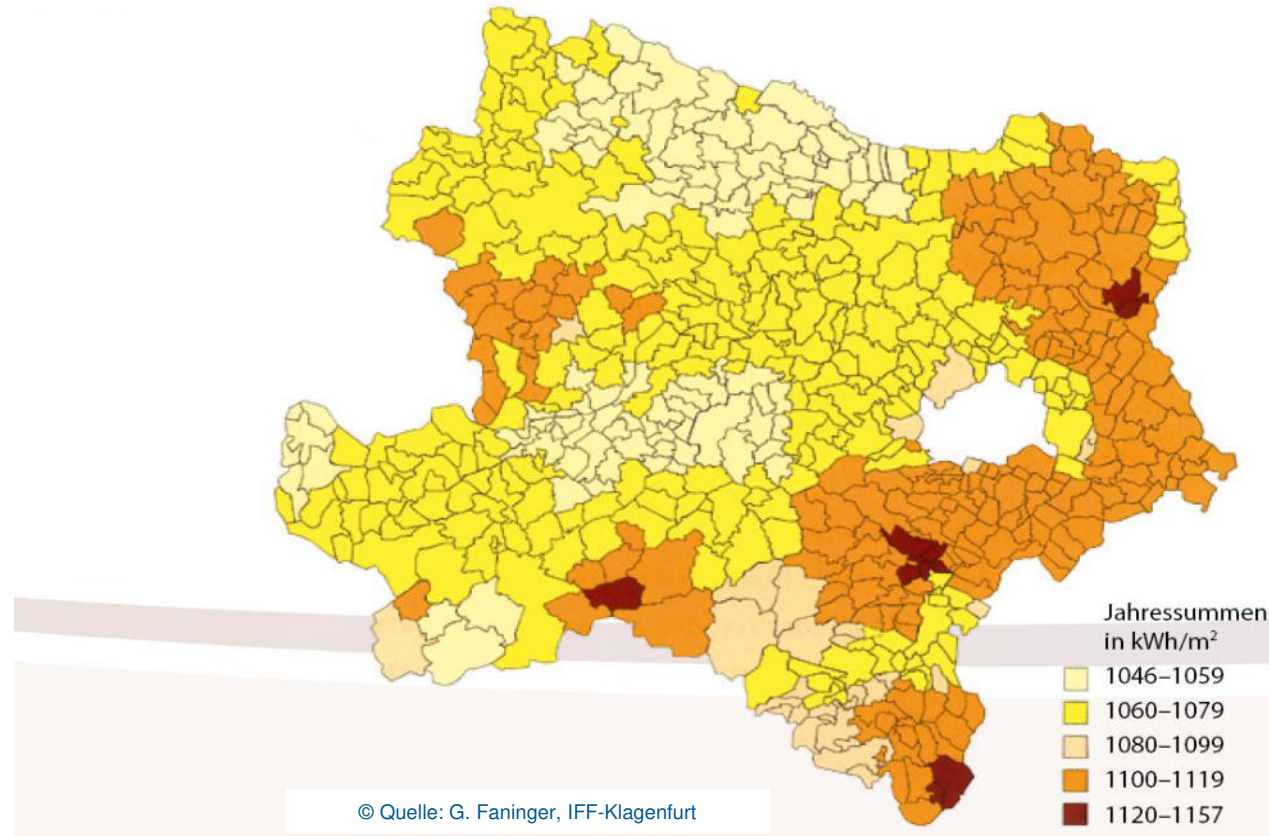 Jahressummen
in kWh/m²
1046–1059
1060–1079
1080–1099
1100–1119
1120–1157
© Quelle: G. Faninger, IFF-Klagenfurt